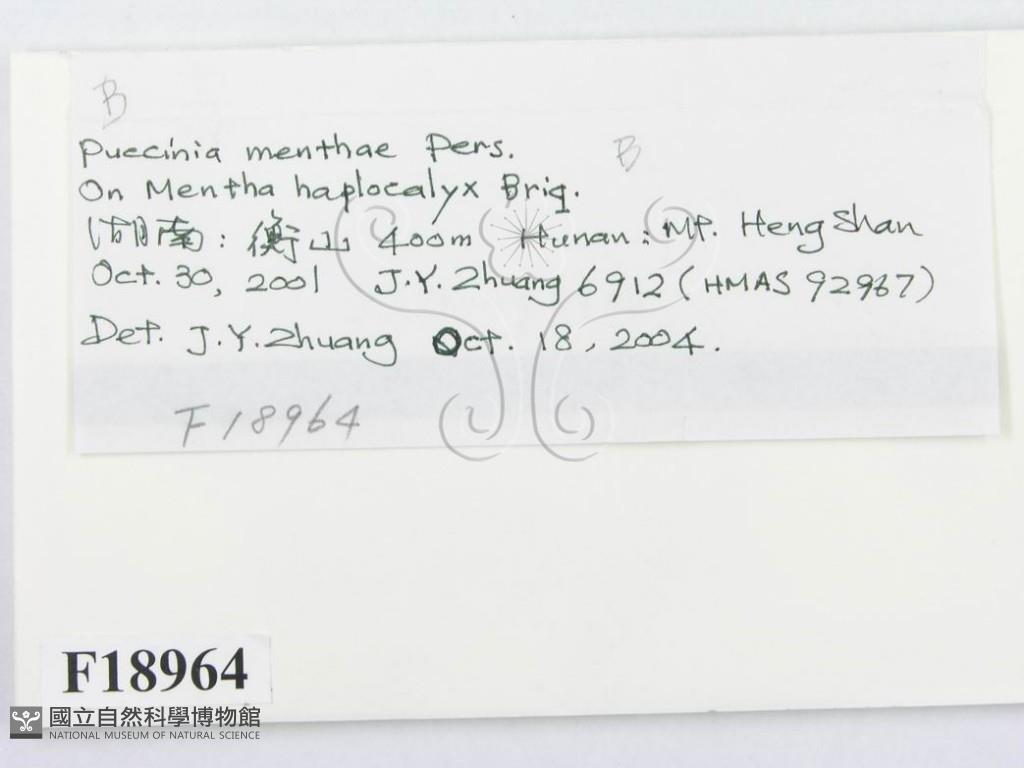 B
Puccinia menthae Pers.
B
On Mentha haplocalyx Briq.
湖南: 衡山 400m Hunan: Mt. Heng Shan
Oct. 30, 2001 J.Y. Zhuang 6912 (HMAS 92967)
Det. J.Y. Zhuang Oct. 18, 2004.
F18964
F18964
國立自然科學博物館
NATIONAL MUSEUM OF NATURAL SCIENCE